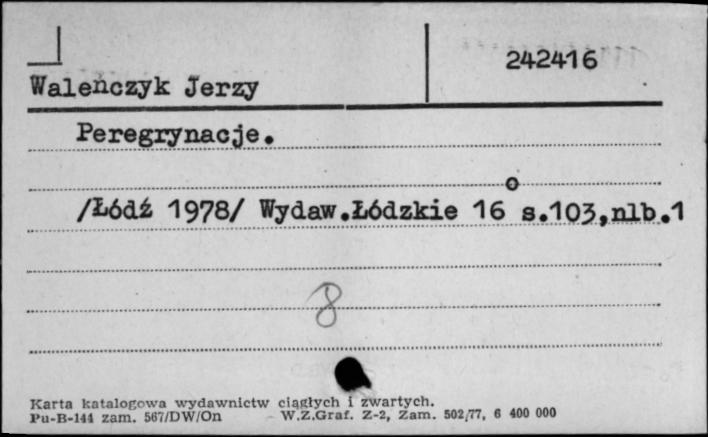 242416
Waleńczyk Jerzy
Peregrynacje.
/Łódź 1978/ Wydaw.Łódzkie 16° s.103,nlb.1
8
Karta katalogowa wydawnictw ciągłych i zwartych.
Pu-B-144 zam. 567/DW/On - W.Z.Graf. Z-2, Zam. 502/77, 6 400 000